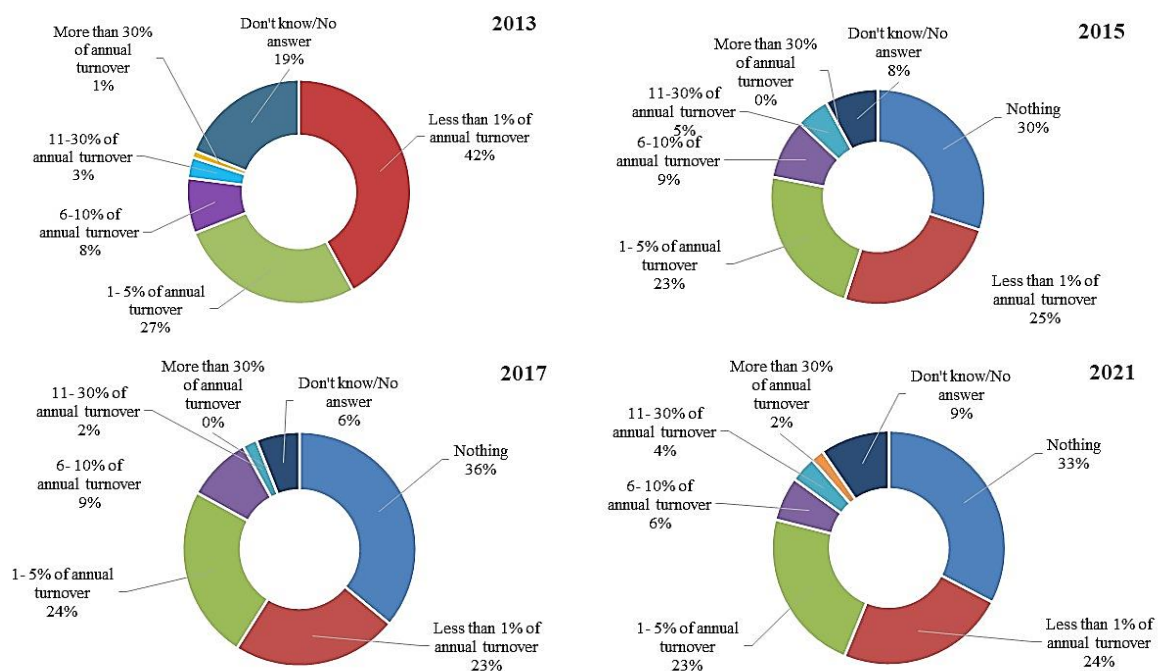 2013
More than 30%
of annual
turnover
1%
Don't know/No
answer
19%
Less than 1% of
annual turnover
42%
11-30% of
annual turnover
3%
6-10% of
annual turnover
8%
1- 5% of annual
turnover
27%
2015
More than 30%
of annual
turnover
0%
Don't know/No
answer
8%
Nothing
30%
11-30% of
annual turnover
5%
6-10% of
annual turnover
9%
1- 5% of annual
turnover
23%
Less than 1% of
annual turnover
25%
2017
More than 30%
of annual
turnover
0%
Don't know/No
answer
6%
11- 30% of
annual turnover
2%
Nothing
36%
6- 10% of
annual turnover
9%
1- 5% of annual
turnover
24%
Less than 1% of
annual turnover
23%
2021
More than 30%
of annual
turnover
2%
Don't know/No
answer
9%
11- 30% of
annual turnover
4%
Nothing
33%
6- 10% of
annual turnover
6%
1- 5% of annual
turnover
23%
Less than 1% of
annual turnover
24%